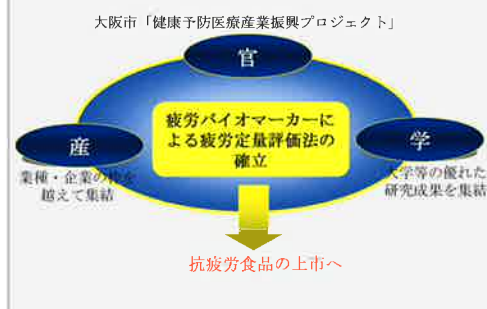 大阪市「健康予防医療産業振興プロジェクト」
官
疲労バイオマーカーに
よる疲労定量評価法の
確立
産
学
業種・企業の枠を
越えて集結
大学等の優れた
研究成果を集結
抗疲労食品の上市へ